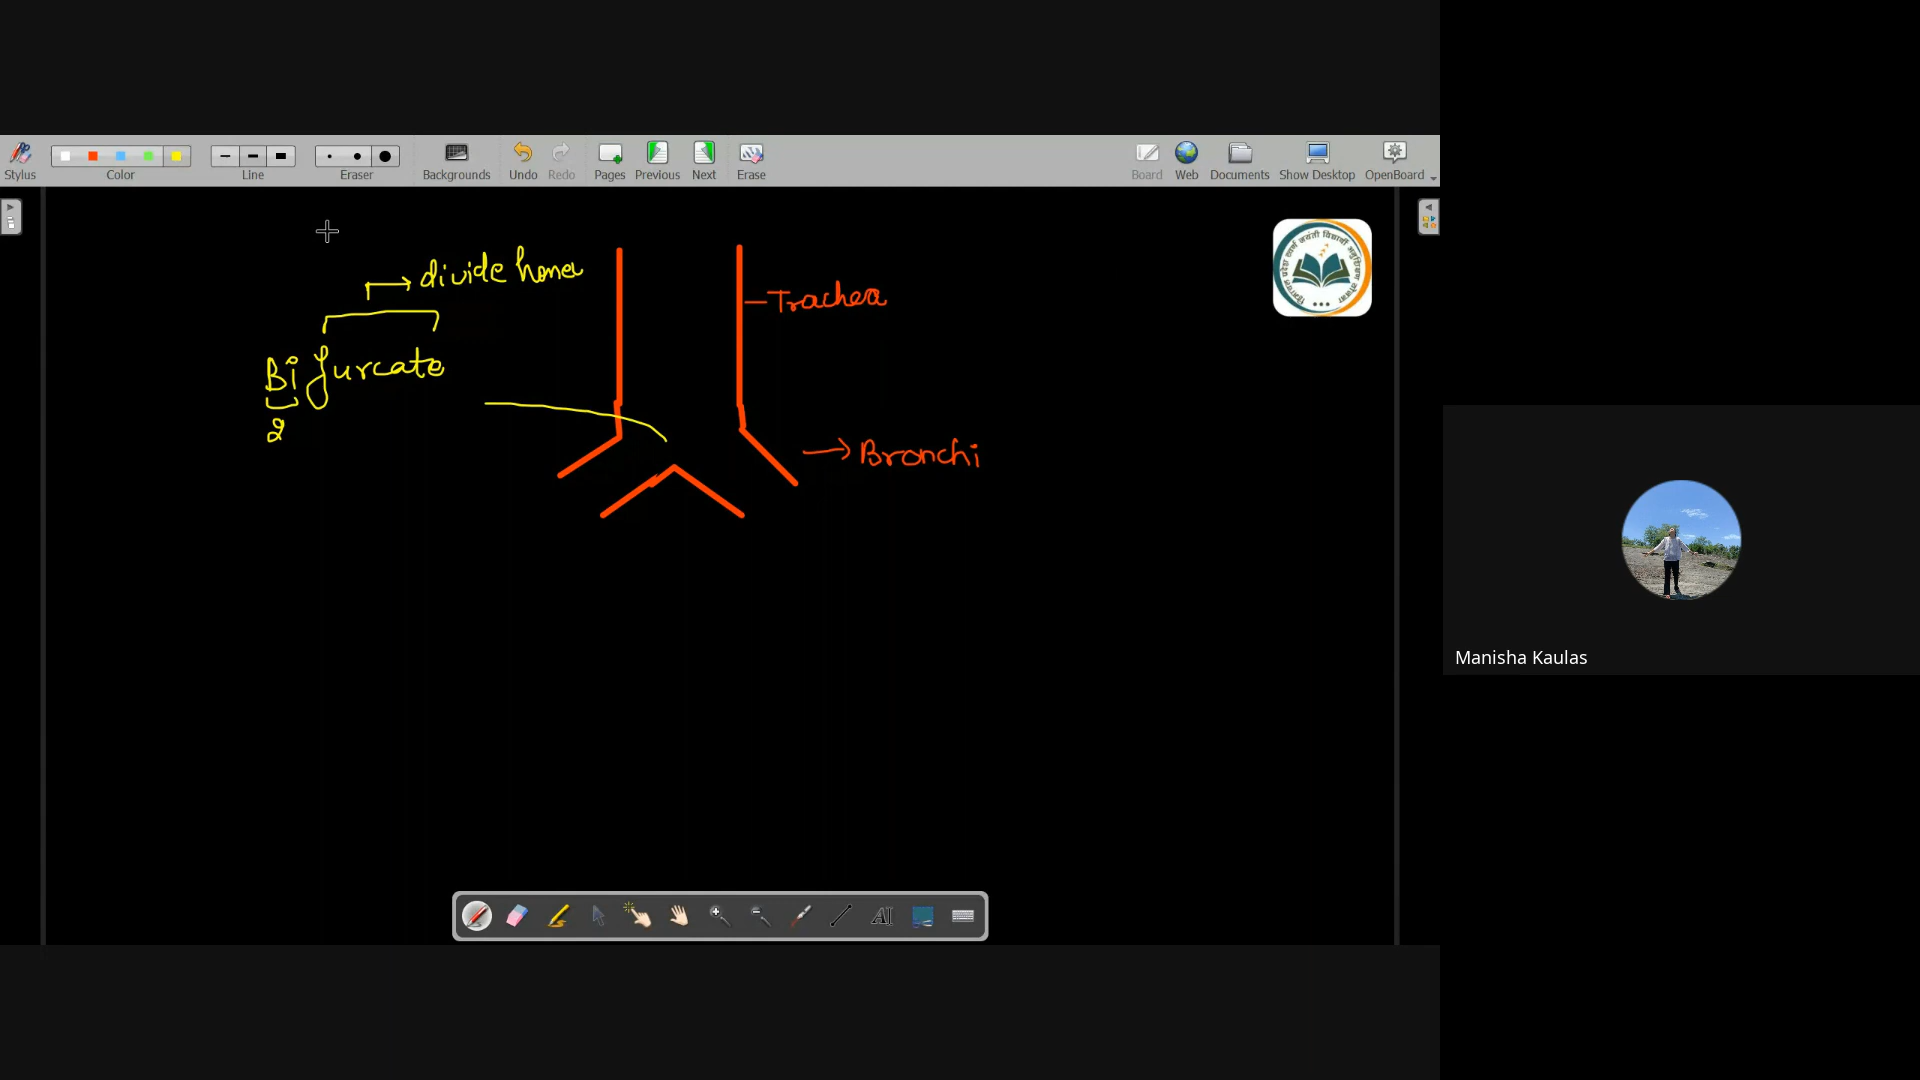 Stylus
Color
Line
Eraser
Backgrounds
Undo
Redo
Pages
Previous
Next
Erase
Board
Web
Documents
Show Desktop
OpenBoard
divide hona
Trachea
Bifurcate
2
Bronchi
Manisha Kaulas